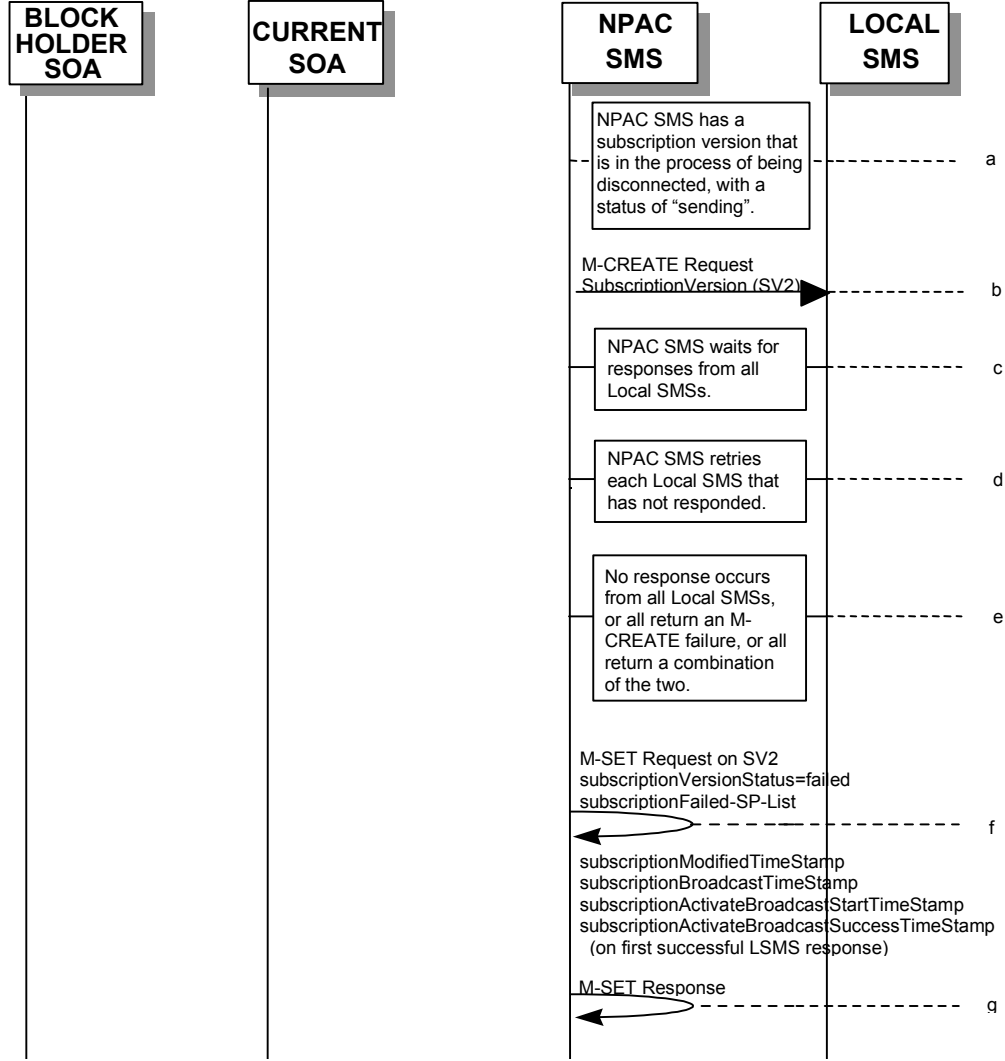 BLOCK
HOLDER
SOA
CURRENT
SOA
NPAC
SMS
LOCAL
SMS
NPAC SMS has a
subscription version that
is in the process of being
disconnected, with a
status of “sending”.
a
M-CREATE Request
SubscriptionVersion (SV2)
b
NPAC SMS waits for
responses from all
Local SMSs.
c
NPAC SMS retries
each Local SMS that
has not responded.
d
No response occurs
from all Local SMSs,
or all return an M-
CREATE failure, or all
return a combination
of the two.
e
M-SET Request on SV2
subscriptionVersionStatus=failed
subscriptionFailed-SP-List
f
subscriptionModifiedTimeStamp
subscriptionBroadcastTimeStamp
subscriptionActivateBroadcastStartTimeStamp
subscriptionActivateBroadcastSuccessTimeStamp
(on first successful LSMS response)
M-SET Response
g